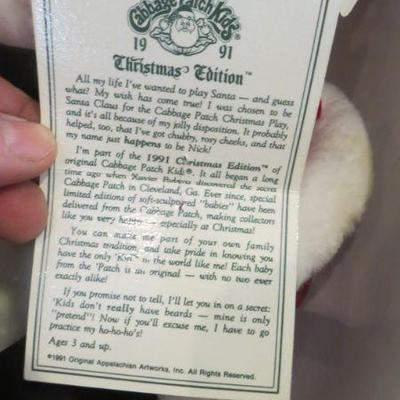 Cabbage Patch Kids®
19 91
Christmas Edition™
All my life I've wanted to play Santa — and guess
what? My wish has come true! I was chosen to be
Santa Claus for the Cabbage Patch Christmas Play,
and it's all because of my jolly disposition. It probably
helped, too, that I've got chubby, rosy cheeks, and that
my name just happens to be Nick!
I'm part of the 1991 Christmas Edition™ of
original Cabbage Patch Kids®. It all began a long
time ago when Xavier Roberts discovered the secret
Cabbage Patch in Cleveland, Ga. Ever since, special
limited editions of soft-sculptured "babies" have been
delivered from the Cabbage Patch, making collectors
like you very happy — especially at Christmas!
You can make me part of your own family
Christmas tradition, and take pride in knowing you
have the only 'Kid™ in the world like me! Each baby
from the 'Patch is an original — with no two ever
exactly alike!
If you promise not to tell, I'll let you in on a secret:
'Kids don't really have beards — mine is only
"pretend"! Now if you'll excuse me, I have to go
practice my ho-ho-ho's!
Ages 3 and up.
©1991 Original Appalachian Artworks, Inc. All Rights Reserved.